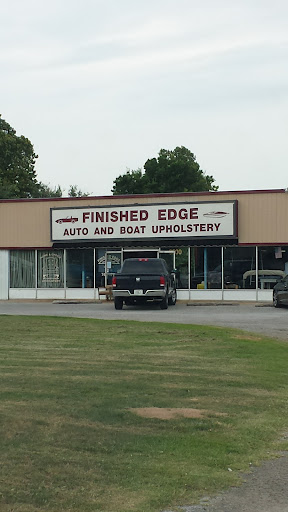 FINISHED EDGE
AUTO AND BOAT UPHOLSTERY